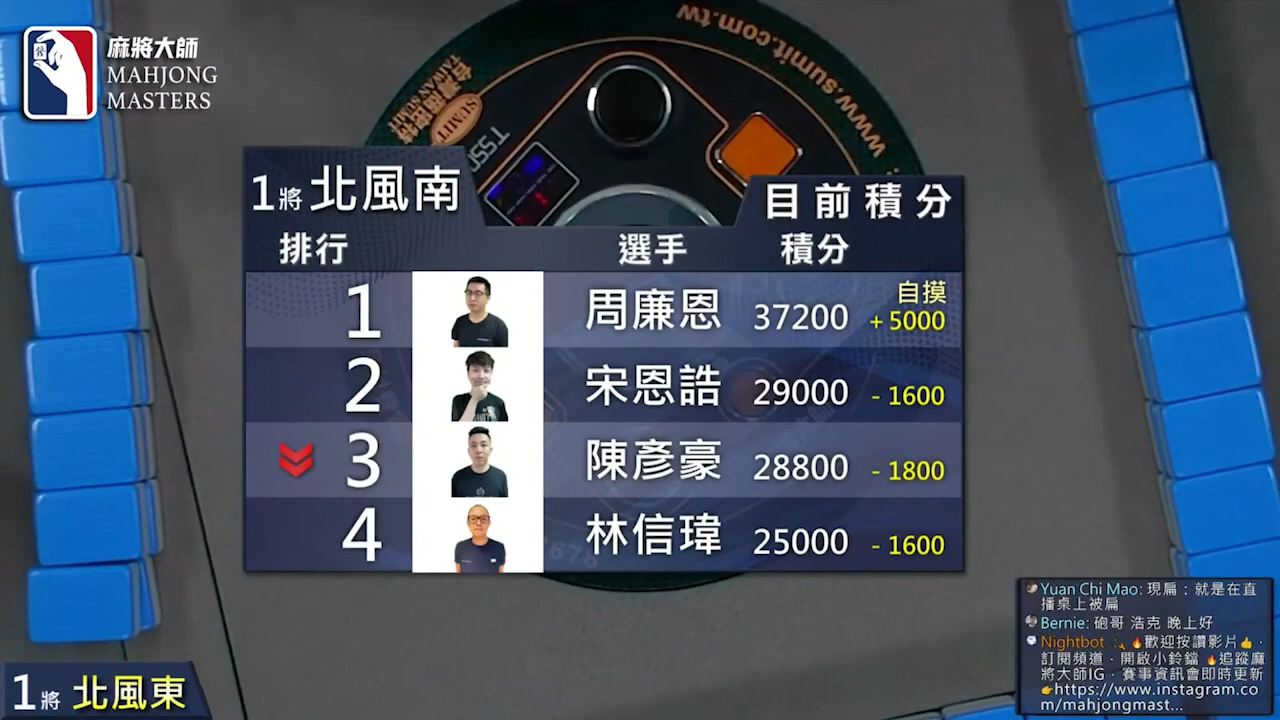 麻將大師
MAHJONG
MASTERS
www.sumit.com.tw
SUMIT
1將 北風南
目前積分
排行 選手 積分
1 周廉恩 37200 自摸 +5000
2 宋恩誥 29000 - 1600
3 陳彥豪 28800 - 1800
4 林信瑋 25000 - 1600
Yuan Chi Mao: 現扁：就是在直
播桌上被扁
Bernie: 砲哥 浩克 晚上好
Nightbot : 🔥歡迎按讚影片👍，
訂閱頻道，開啟小鈴鐺 🔥追蹤麻
將大師IG，賽事資訊會即時更新
👉https://www.instagram.co
m/mahjongmast...
1將 北風東